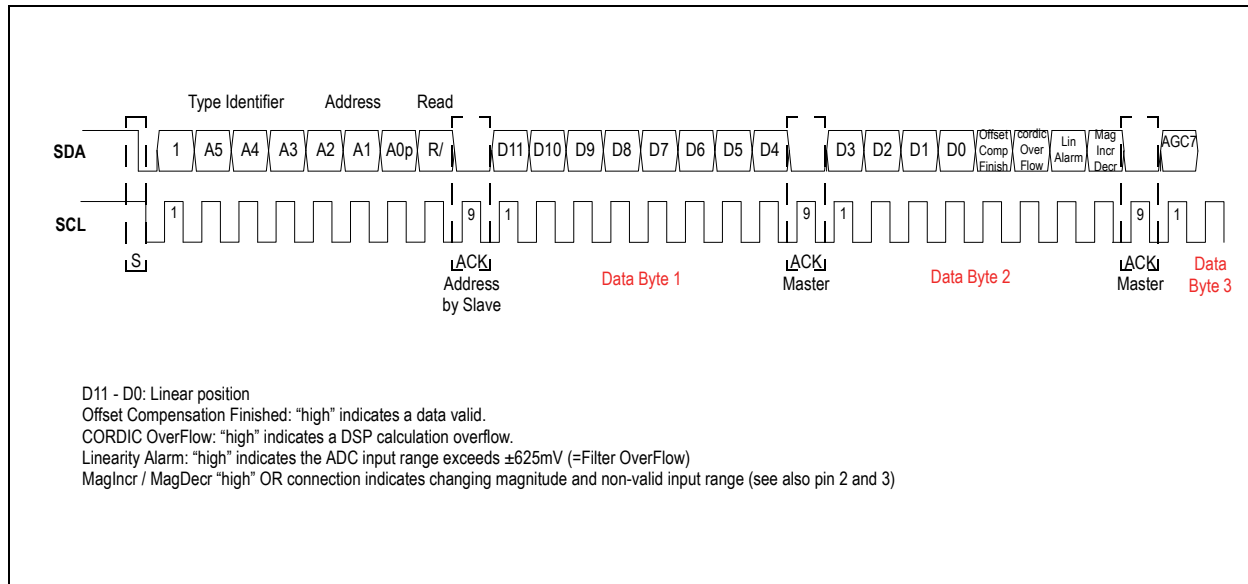 Type Identifier Address Read
SDA 1 A5 A4 A3 A2 A1 A0p R/ D11 D10 D9 D8 D7 D6 D5 D4 D3 D2 D1 D0 Offset Comp Finish cordic Over Flow Lin Alarm Mag Incr Decr AGC7
SCL 1 9 1 9 1 9 1
S ACK Address by Slave Data Byte 1 ACK Master Data Byte 2 ACK Master Data Byte 3
D11 - D0: Linear position
Offset Compensation Finished: “high” indicates a data valid.
CORDIC OverFlow: “high” indicates a DSP calculation overflow.
Linearity Alarm: “high” indicates the ADC input range exceeds ±625mV (=Filter OverFlow)
MagIncr / MagDecr “high” OR connection indicates changing magnitude and non-valid input range (see also pin 2 and 3)